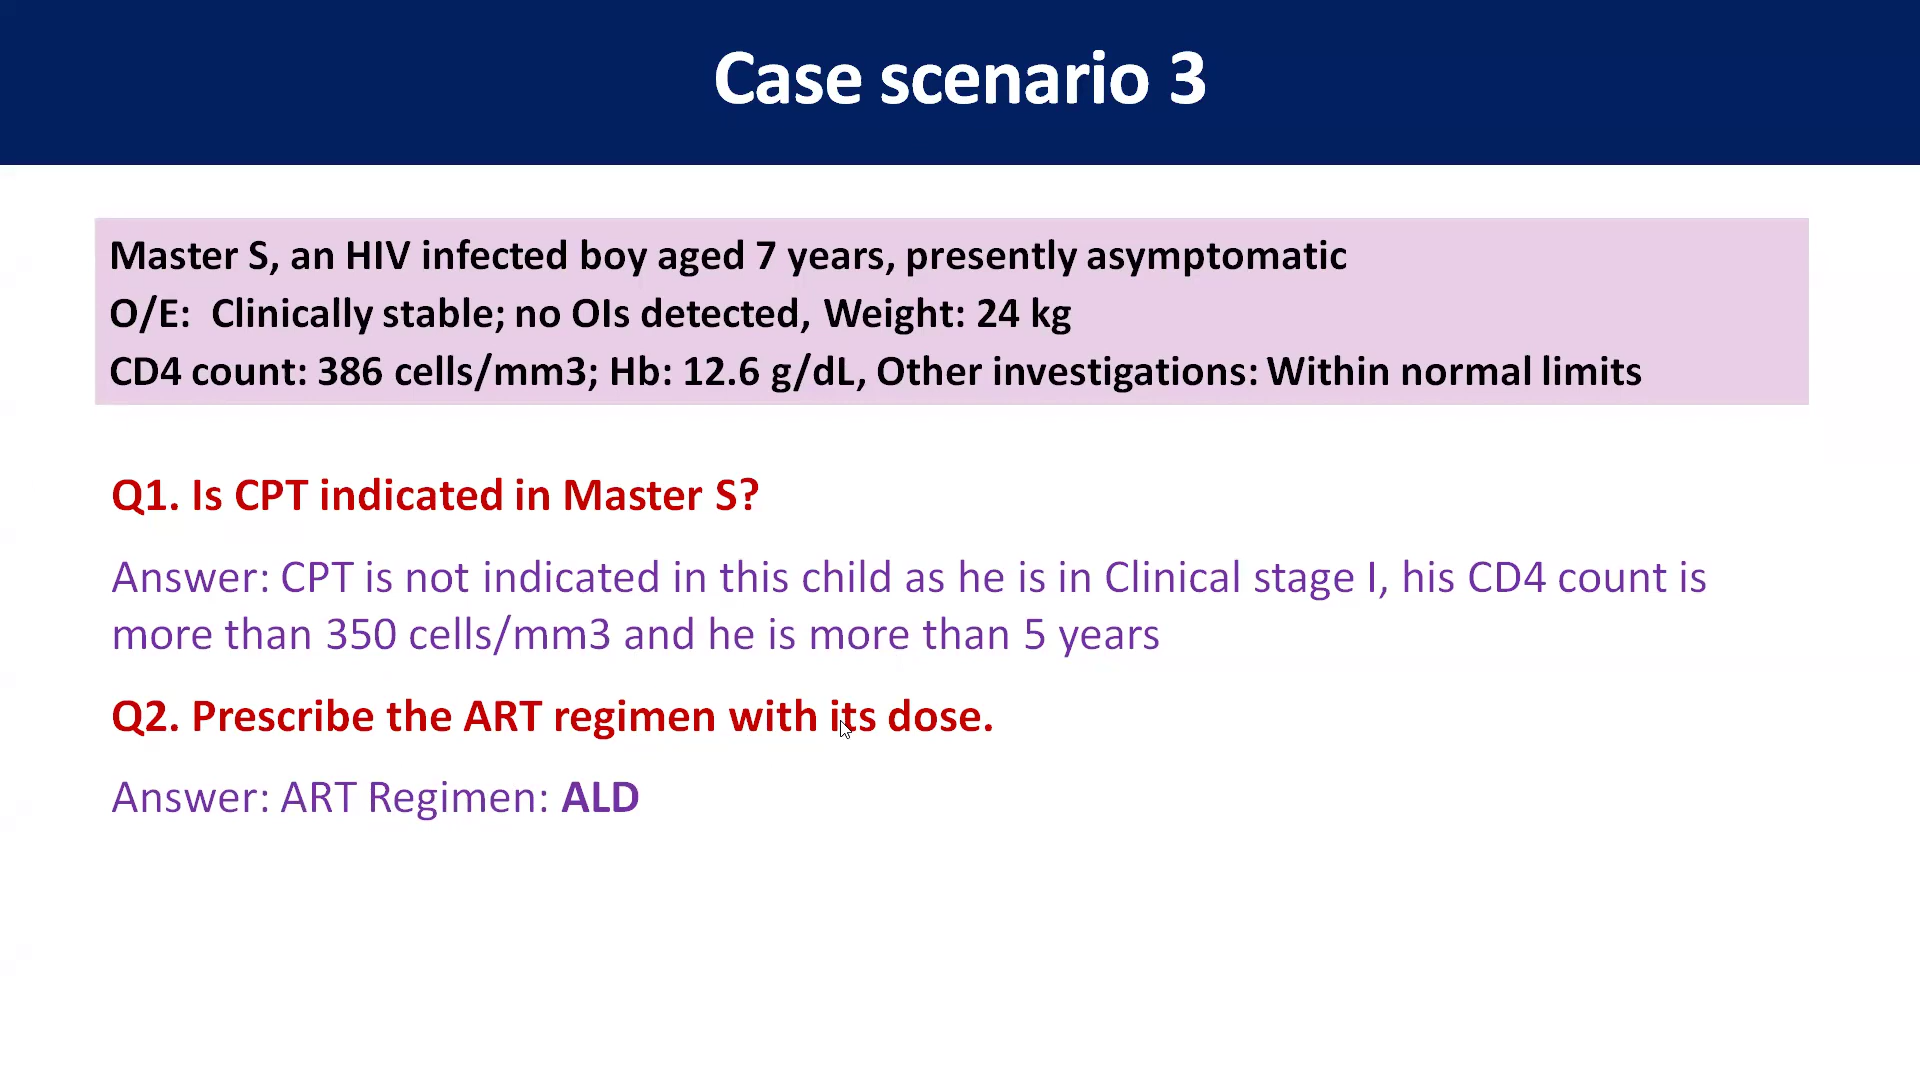 Case scenario 3
Master S, an HIV infected boy aged 7 years, presently asymptomatic
O/E: Clinically stable; no OIs detected, Weight: 24 kg
CD4 count: 386 cells/mm3; Hb: 12.6 g/dL, Other investigations: Within normal limits
Q1. Is CPT indicated in Master S?
Answer: CPT is not indicated in this child as he is in Clinical stage I, his CD4 count is
more than 350 cells/mm3 and he is more than 5 years
Q2. Prescribe the ART regimen with its dose.
Answer: ART Regimen: ALD